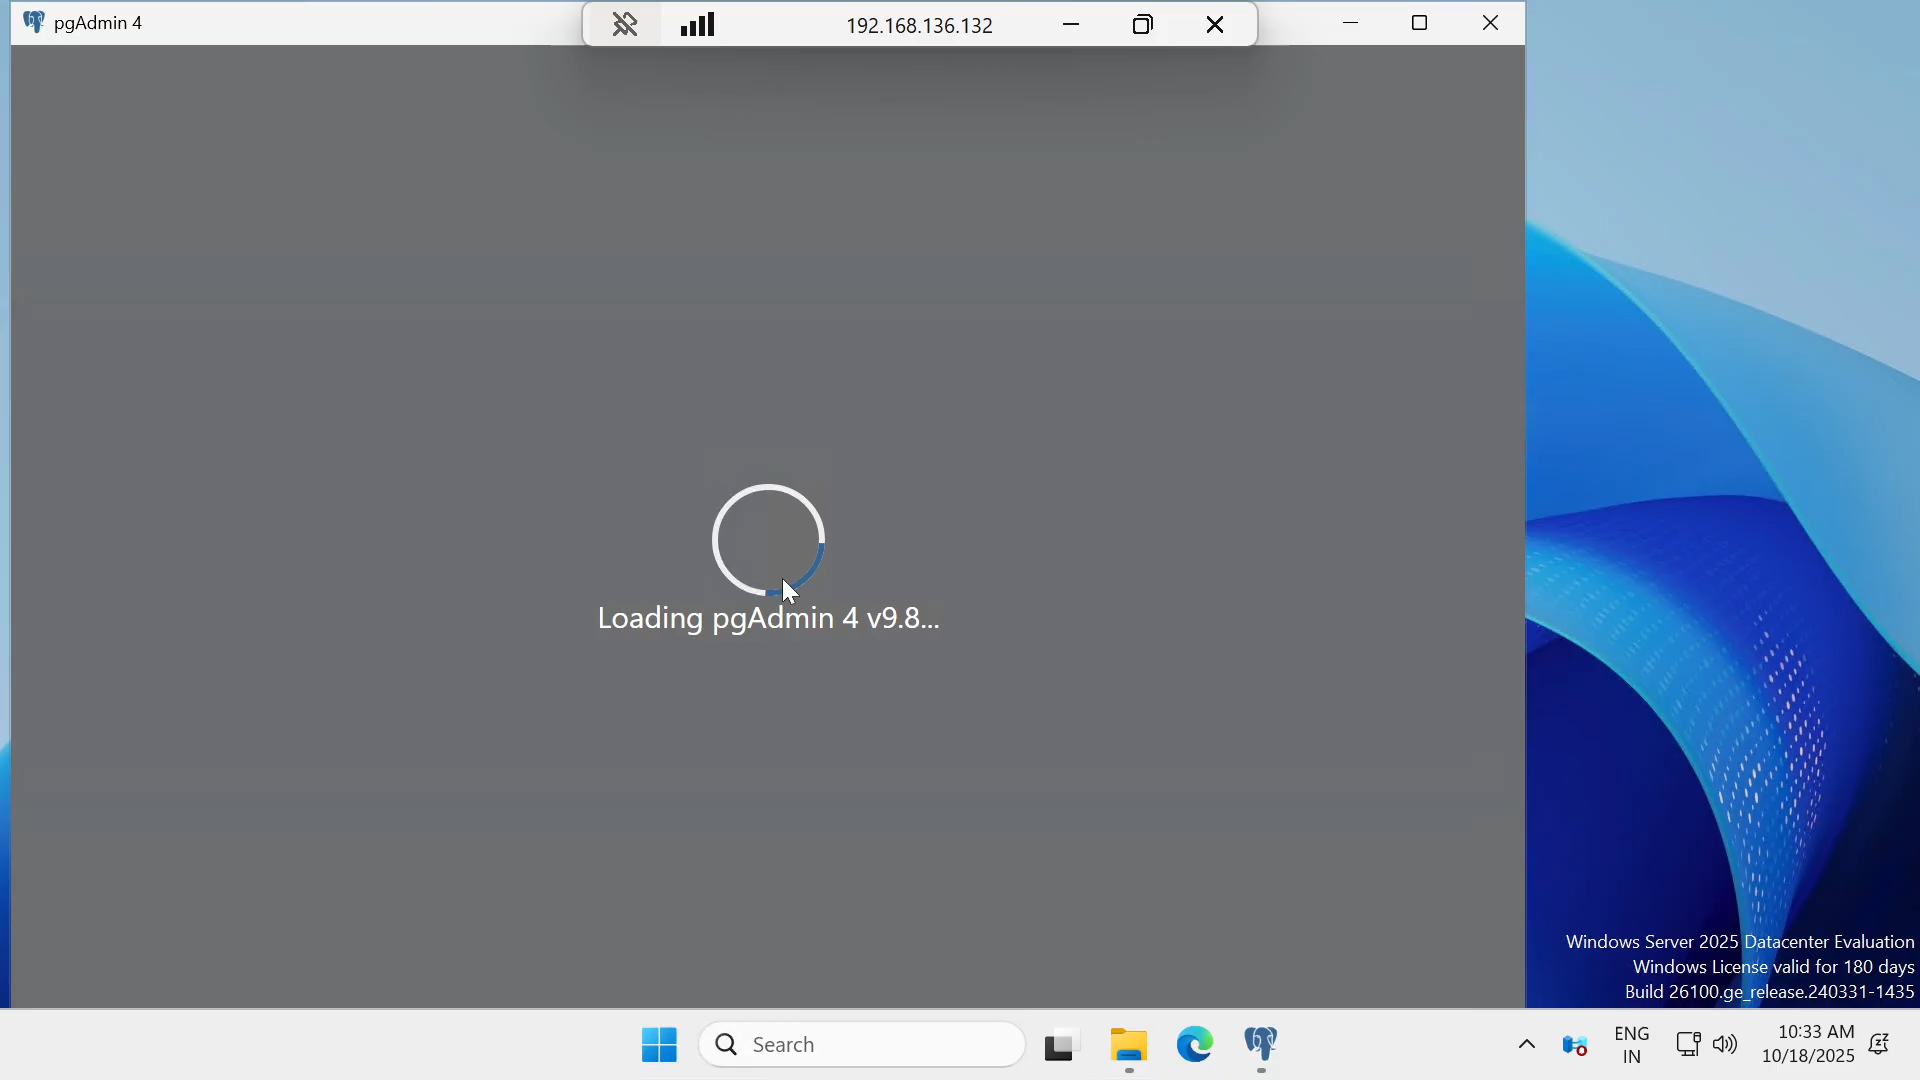 pgAdmin 4
192.168.136.132
Loading pgAdmin 4 v9.8...
Windows Server 2025 Datacenter Evaluation
Windows License valid for 180 days
Build 26100.ge_release.240331-1435
Search
ENG
IN
10:33 AM
10/18/2025